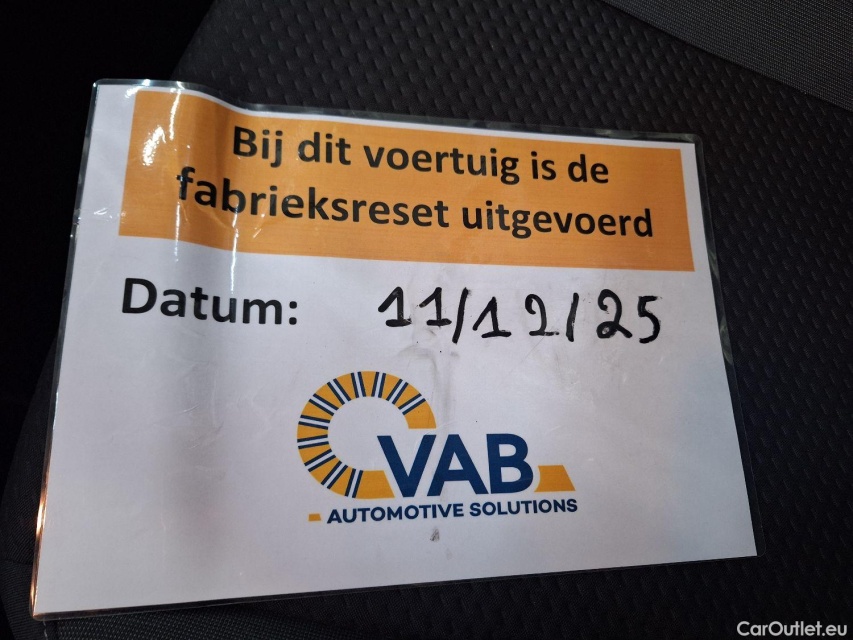 Bij dit voertuig is de
fabrieksreset uitgevoerd
Datum: 11/12/25
VAB
AUTOMOTIVE SOLUTIONS
CarOutlet.eu